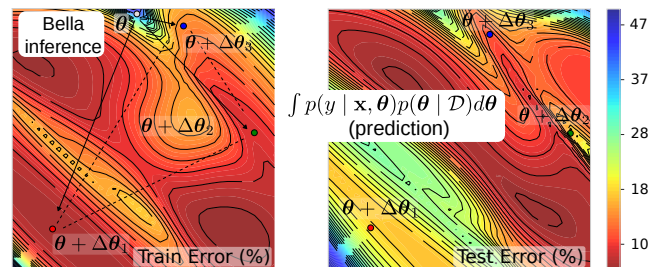 Bella
inference
θ
θ + Δθ₃
θ + Δθ₂
θ + Δθ₁
Train Error (%)
θ + Δθ₃
∫ p(y | x, θ)p(θ | D)dθ
(prediction)
θ + Δθ₂
θ + Δθ₁
Test Error (%)
47
37
28
18
10